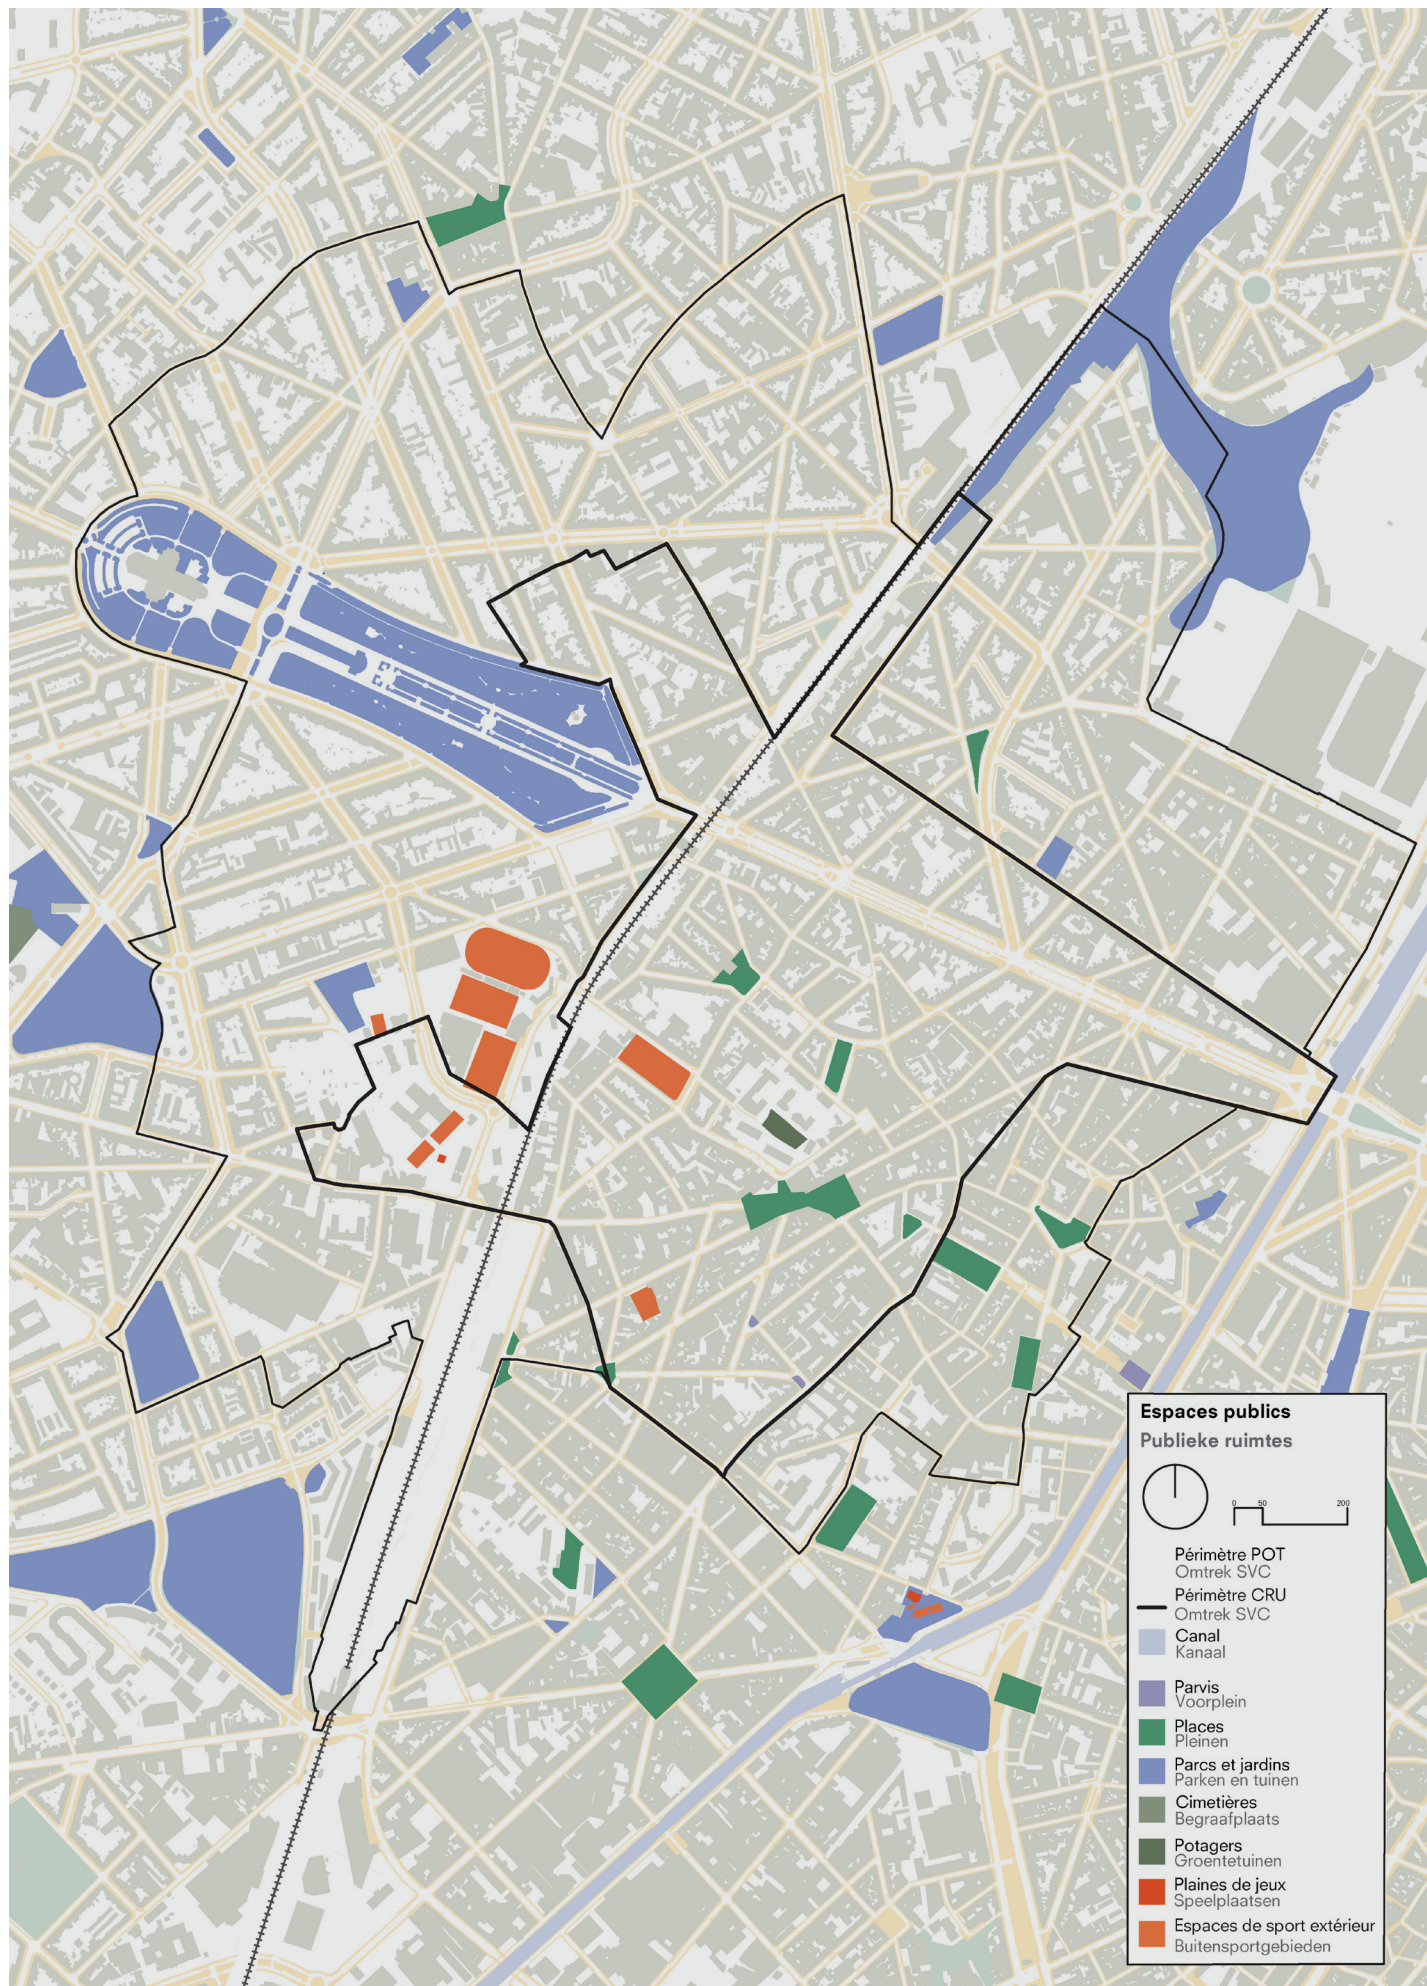 Espaces publics
Publieke ruimtes
0 50 200
Périmètre POT
Omtrek SVC
Périmètre CRU
Omtrek SVC
Canal
Kanaal
Parvis
Voorplein
Places
Pleinen
Parcs et jardins
Parken en tuinen
Cimetières
Begraafplaats
Potagers
Groentetuinen
Plaines de jeux
Speelplaatsen
Espaces de sport extérieur
Buitensportgebieden